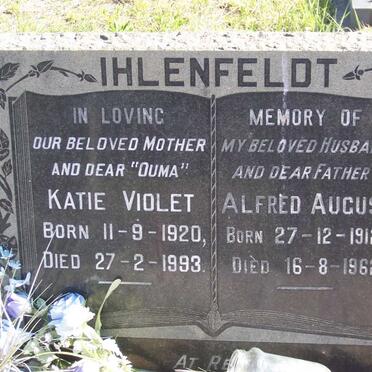 IHLENFELDT
IN LOVING
OUR BELOVED MOTHER
AND DEAR "OUMA"
KATIE VIOLET
BORN 11-9-1920,
DIED 27-2-1993.
MEMORY OF
MY BELOVED HUSBA
AND DEAR FATHER
ALFRED AUGUS
BORN 27-12-191
DIED 16-8-196
AT RE